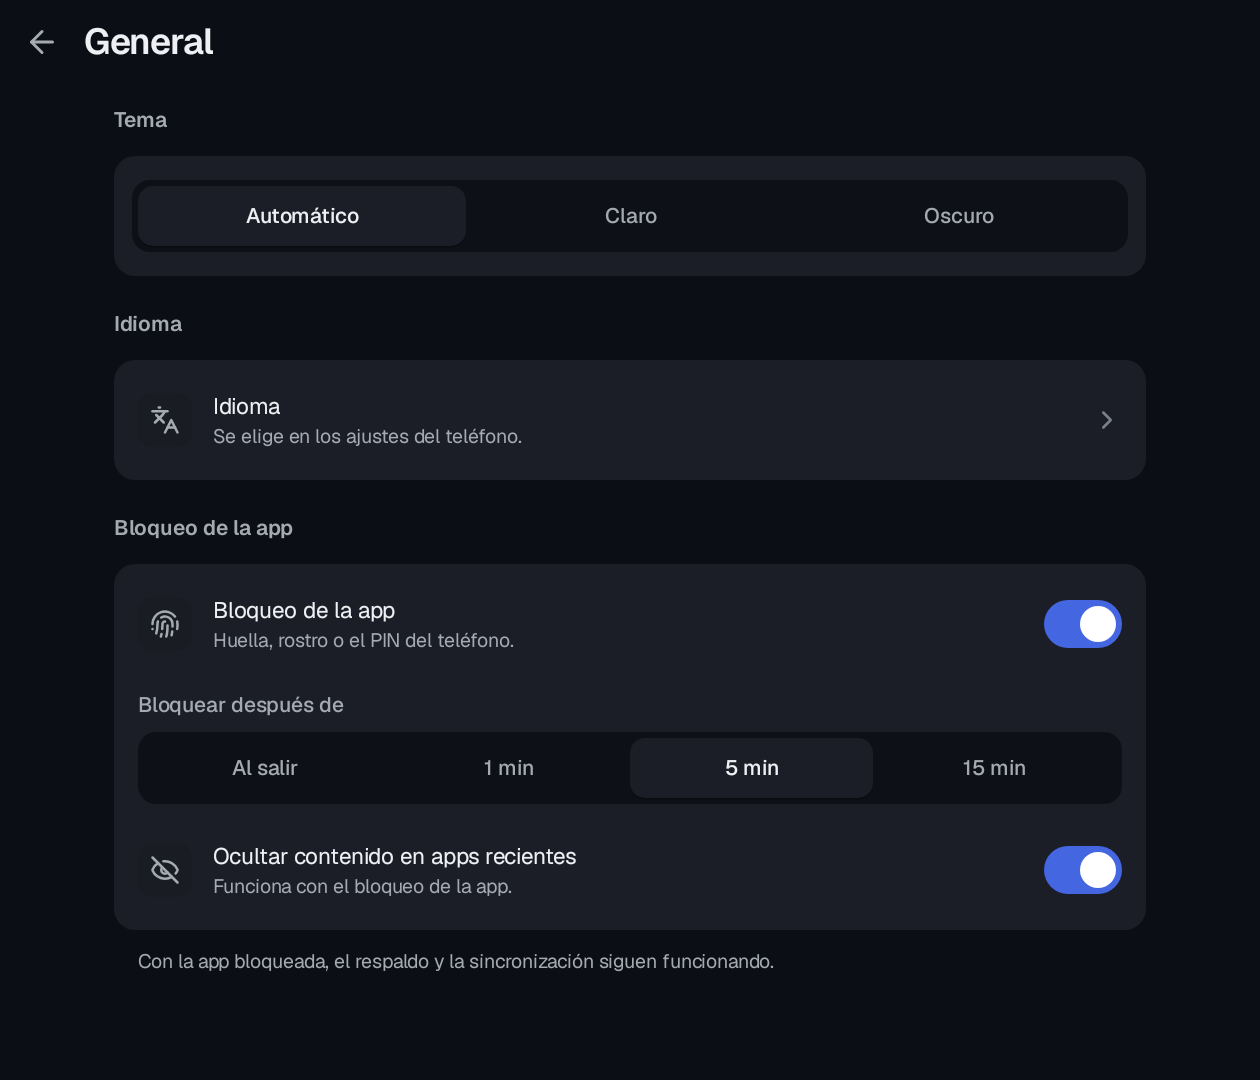 General
Tema
Automático
Claro
Oscuro
Idioma
Idioma
Se elige en los ajustes del teléfono.
Bloqueo de la app
Bloqueo de la app
Huella, rostro o el PIN del teléfono.
Bloquear después de
Al salir
1 min
5 min
15 min
Ocultar contenido en apps recientes
Funciona con el bloqueo de la app.
Con la app bloqueada, el respaldo y la sincronización siguen funcionando.